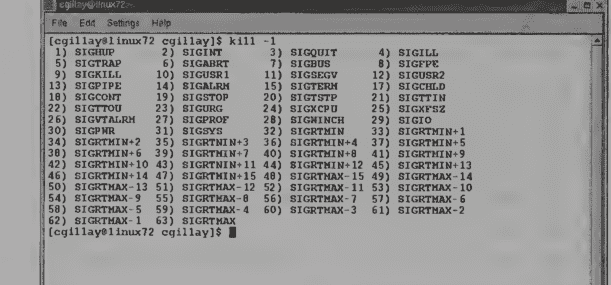 cgillay@linux72:~
File Edit Settings Help
[cgillay@linux72 cgillay]$ kill -l
1) SIGHUP 2) SIGINT 3) SIGQUIT 4) SIGILL
5) SIGTRAP 6) SIGABRT 7) SIGBUS 8) SIGFPE
9) SIGKILL 10) SIGUSR1 11) SIGSEGV 12) SIGUSR2
13) SIGPIPE 14) SIGALRM 15) SIGTERM 17) SIGCHLD
18) SIGCONT 19) SIGSTOP 20) SIGTSTP 21) SIGTTIN
22) SIGTTOU 23) SIGURG 24) SIGXCPU 25) SIGXFSZ
26) SIGVTALRM 27) SIGPROF 28) SIGWINCH 29) SIGIO
30) SIGPWR 31) SIGSYS 32) SIGRTMIN 33) SIGRTMIN+1
34) SIGRTMIN+2 35) SIGRTMIN+3 36) SIGRTMIN+4 37) SIGRTMIN+5
38) SIGRTMIN+6 39) SIGRTMIN+7 40) SIGRTMIN+8 41) SIGRTMIN+9
42) SIGRTMIN+10 43) SIGRTMIN+11 44) SIGRTMIN+12 45) SIGRTMIN+13
46) SIGRTMIN+14 47) SIGRTMIN+15 48) SIGRTMAX-15 49) SIGRTMAX-14
50) SIGRTMAX-13 51) SIGRTMAX-12 52) SIGRTMAX-11 53) SIGRTMAX-10
54) SIGRTMAX-9 55) SIGRTMAX-8 56) SIGRTMAX-7 57) SIGRTMAX-6
58) SIGRTMAX-5 59) SIGRTMAX-4 60) SIGRTMAX-3 61) SIGRTMAX-2
62) SIGRTMAX-1 63) SIGRTMAX
[cgillay@linux72 cgillay]$